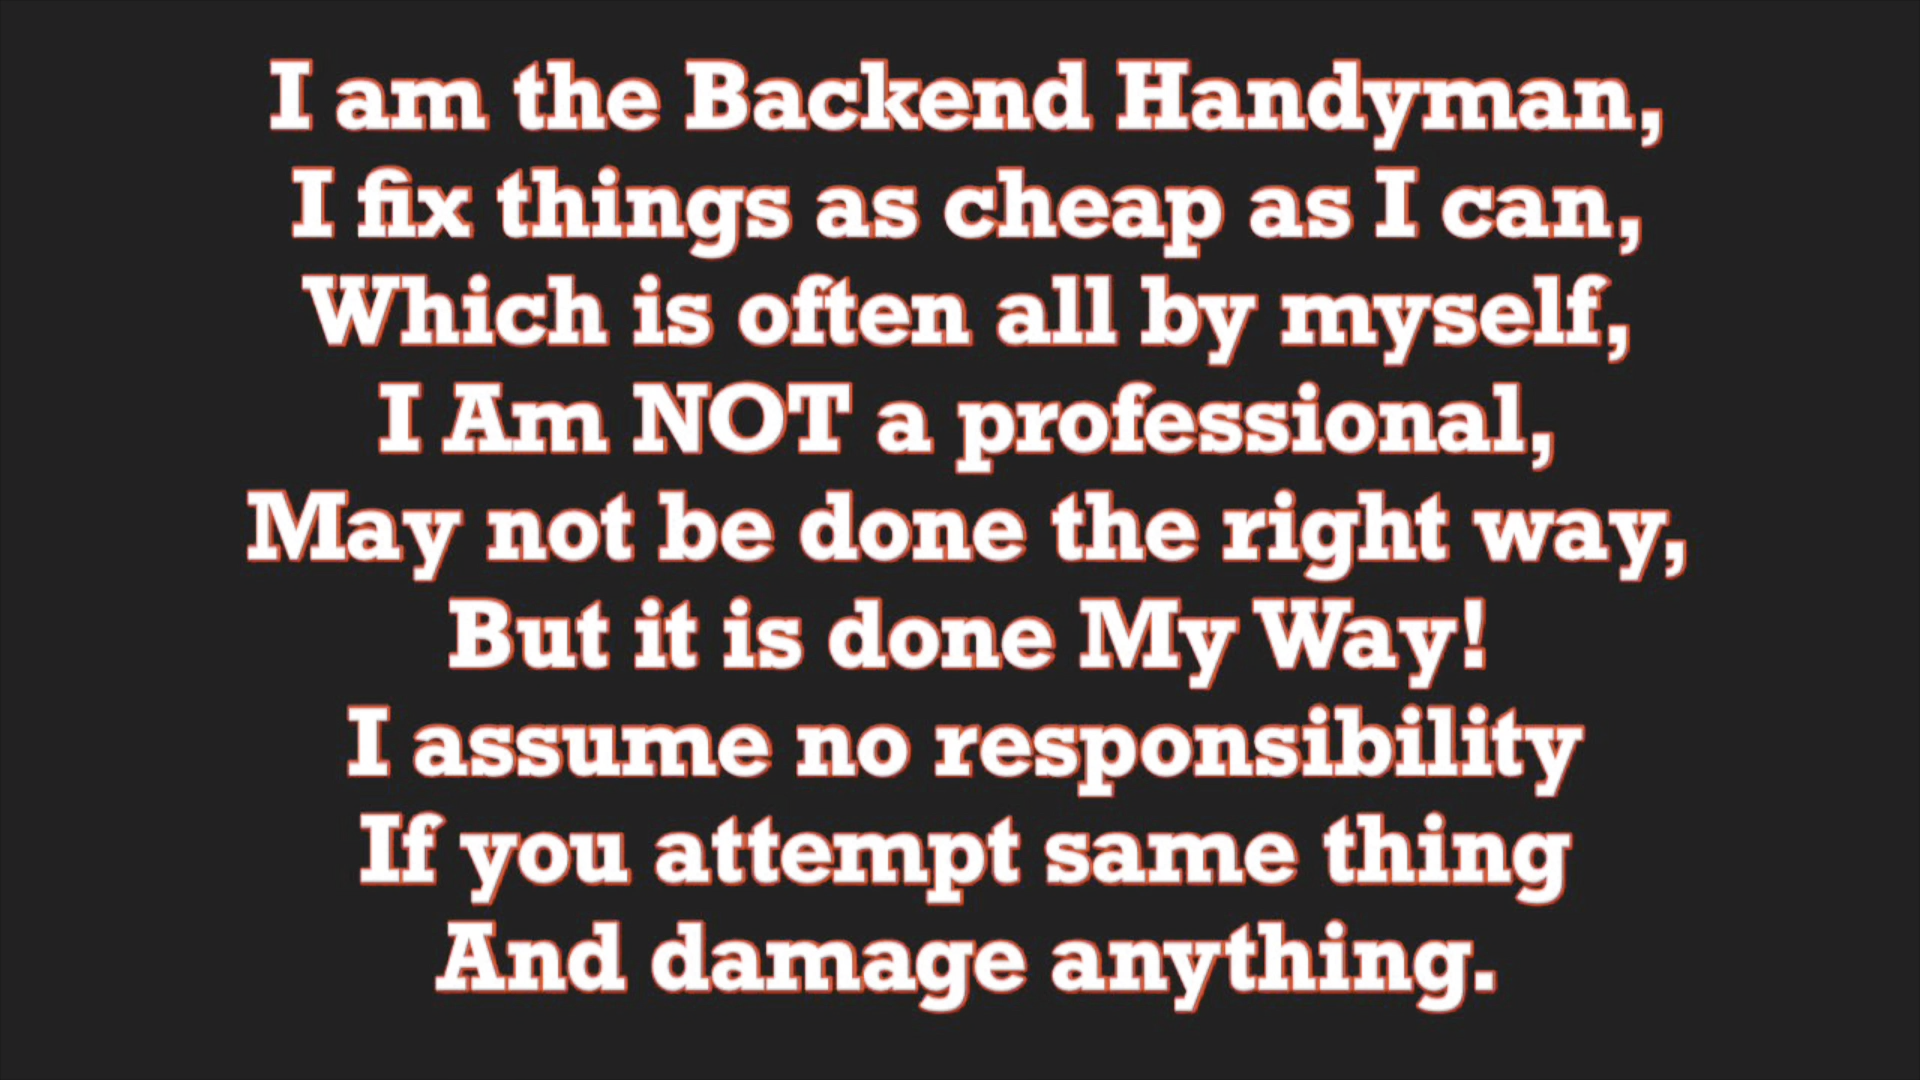 I am the Backend Handyman,
I fix things as cheap as I can,
Which is often all by myself,
I Am NOT a professional,
May not be done the right way,
But it is done My Way!
I assume no responsibility
If you attempt same thing
And damage anything.